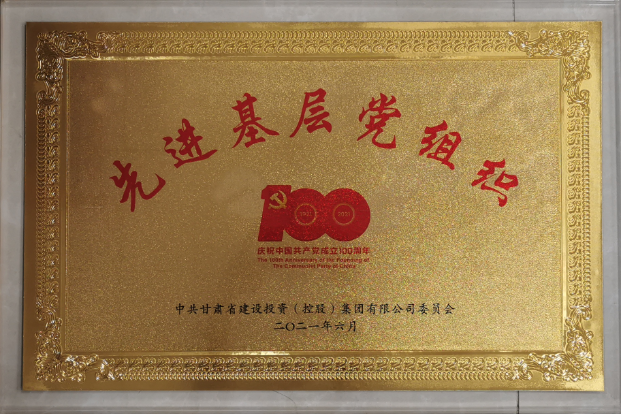 先进基层党组织
100
1921 2021
庆祝中国共产党成立100周年
The 100th Anniversary of the Founding of
The Communist Party of China
中共甘肃省建设投资（控股）集团有限公司委员会
二〇二一年六月